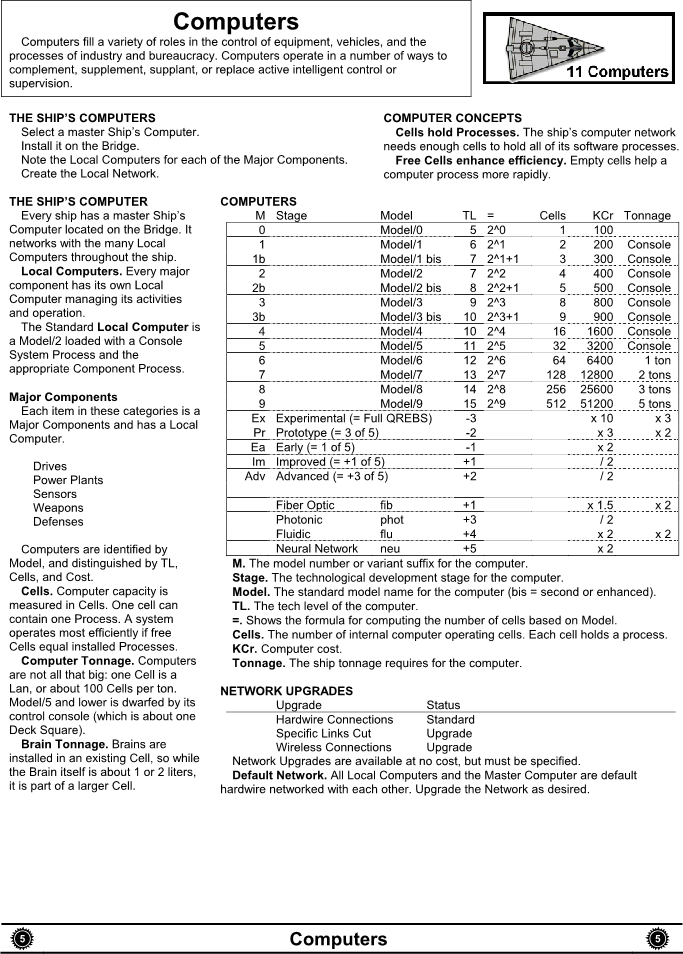 Computers
Computers fill a variety of roles in the control of equipment, vehicles, and the
processes of industry and bureaucracy. Computers operate in a number of ways to
complement, supplement, supplant, or replace active intelligent control or
supervision.
11 Computers
THE SHIP'S COMPUTERS
Select a master Ship's Computer.
Install it on the Bridge.
Note the Local Computers for each of the Major Components.
Create the Local Network.
COMPUTER CONCEPTS
Cells hold Processes. The ship's computer network
needs enough cells to hold all of its software processes.
Free Cells enhance efficiency. Empty cells help a
computer process more rapidly.
THE SHIP'S COMPUTER
Every ship has a master Ship's
Computer located on the Bridge. It
networks with the many Local
Computers throughout the ship.
Local Computers. Every major
component has its own Local
Computer managing its activities
and operation.
The Standard Local Computer is
a Model/2 loaded with a Console
System Process and the
appropriate Component Process.
Major Components
Each item in these categories is a
Major Components and has a Local
Computer.
Drives
Power Plants
Sensors
Weapons
Defenses
Computers are identified by
Model, and distinguished by TL,
Cells, and Cost.
Cells. Computer capacity is
measured in Cells. One cell can
contain one Process. A system
operates most efficiently if free
Cells equal installed Processes.
Computer Tonnage. Computers
are not all that big: one Cell is a
Lan, or about 100 Cells per ton.
Model/5 and lower is dwarfed by its
control console (which is about one
Deck Square).
Brain Tonnage. Brains are
installed in an existing Cell, so while
the Brain itself is about 1 or 2 liters,
it is part of a larger Cell.
COMPUTERS
M Stage Model TL = Cells KCr Tonnage
0 Model/0 5 2^0 1 100
1 Model/1 6 2^1 2 200 Console
1b Model/1 bis 7 2^1+1 3 300 Console
2 Model/2 7 2^2 4 400 Console
2b Model/2 bis 8 2^2+1 5 500 Console
3 Model/3 9 2^3 8 800 Console
3b Model/3 bis 10 2^3+1 9 900 Console
4 Model/4 10 2^4 16 1600 Console
5 Model/5 11 2^5 32 3200 Console
6 Model/6 12 2^6 64 6400 1 ton
7 Model/7 13 2^7 128 12800 2 tons
8 Model/8 14 2^8 256 25600 3 tons
9 Model/9 15 2^9 512 51200 5 tons
Ex Experimental (= Full QREBS) -3 x 10 x 3
Pr Prototype (= 3 of 5) -2 x 3 x 2
Ea Early (= 1 of 5) -1 x 2
Im Improved (= +1 of 5) +1 / 2
Adv Advanced (= +3 of 5) +2 / 2
Fiber Optic fib +1 x 1.5 x 2
Photonic phot +3 / 2
Fluidic flu +4 x 2 x 2
Neural Network neu +5 x 2
M. The model number or variant suffix for the computer.
Stage. The technological development stage for the computer.
Model. The standard model name for the computer (bis = second or enhanced).
TL. The tech level of the computer.
=. Shows the formula for computing the number of cells based on Model.
Cells. The number of internal computer operating cells. Each cell holds a process.
KCr. Computer cost.
Tonnage. The ship tonnage requires for the computer.
NETWORK UPGRADES
Upgrade Status
Hardwire Connections Standard
Specific Links Cut Upgrade
Wireless Connections Upgrade
Network Upgrades are available at no cost, but must be specified.
Default Network. All Local Computers and the Master Computer are default
hardwire networked with each other. Upgrade the Network as desired.
5 Computers 5